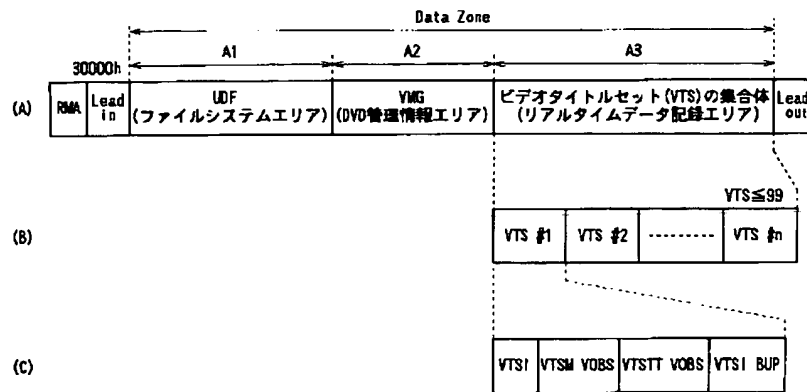 Data Zone
A1 A2 A3
30000h
(A) RMA Lead in UDF (ファイルシステムエリア) VMG (DVD管理情報エリア) ビデオタイトルセット(VTS)の集合体 (リアルタイムデータ記録エリア) Lead out
VTS≦99
(B) VTS #1 VTS #2 VTS #n
(C) VTSI VTSM VOBS VTSTT VOBS VTSI BUP